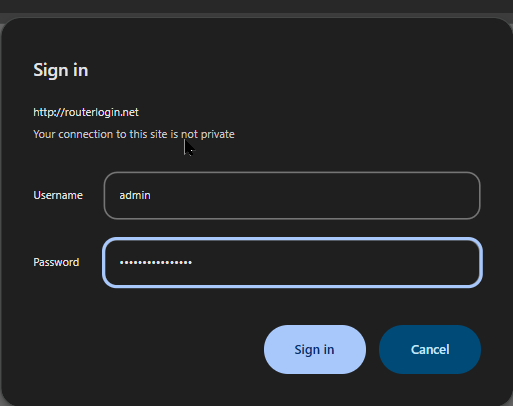 Sign in
http://routerlogin.net
Your connection to this site is not private
Username
admin
Password
••••••••••••••••
Sign in
Cancel